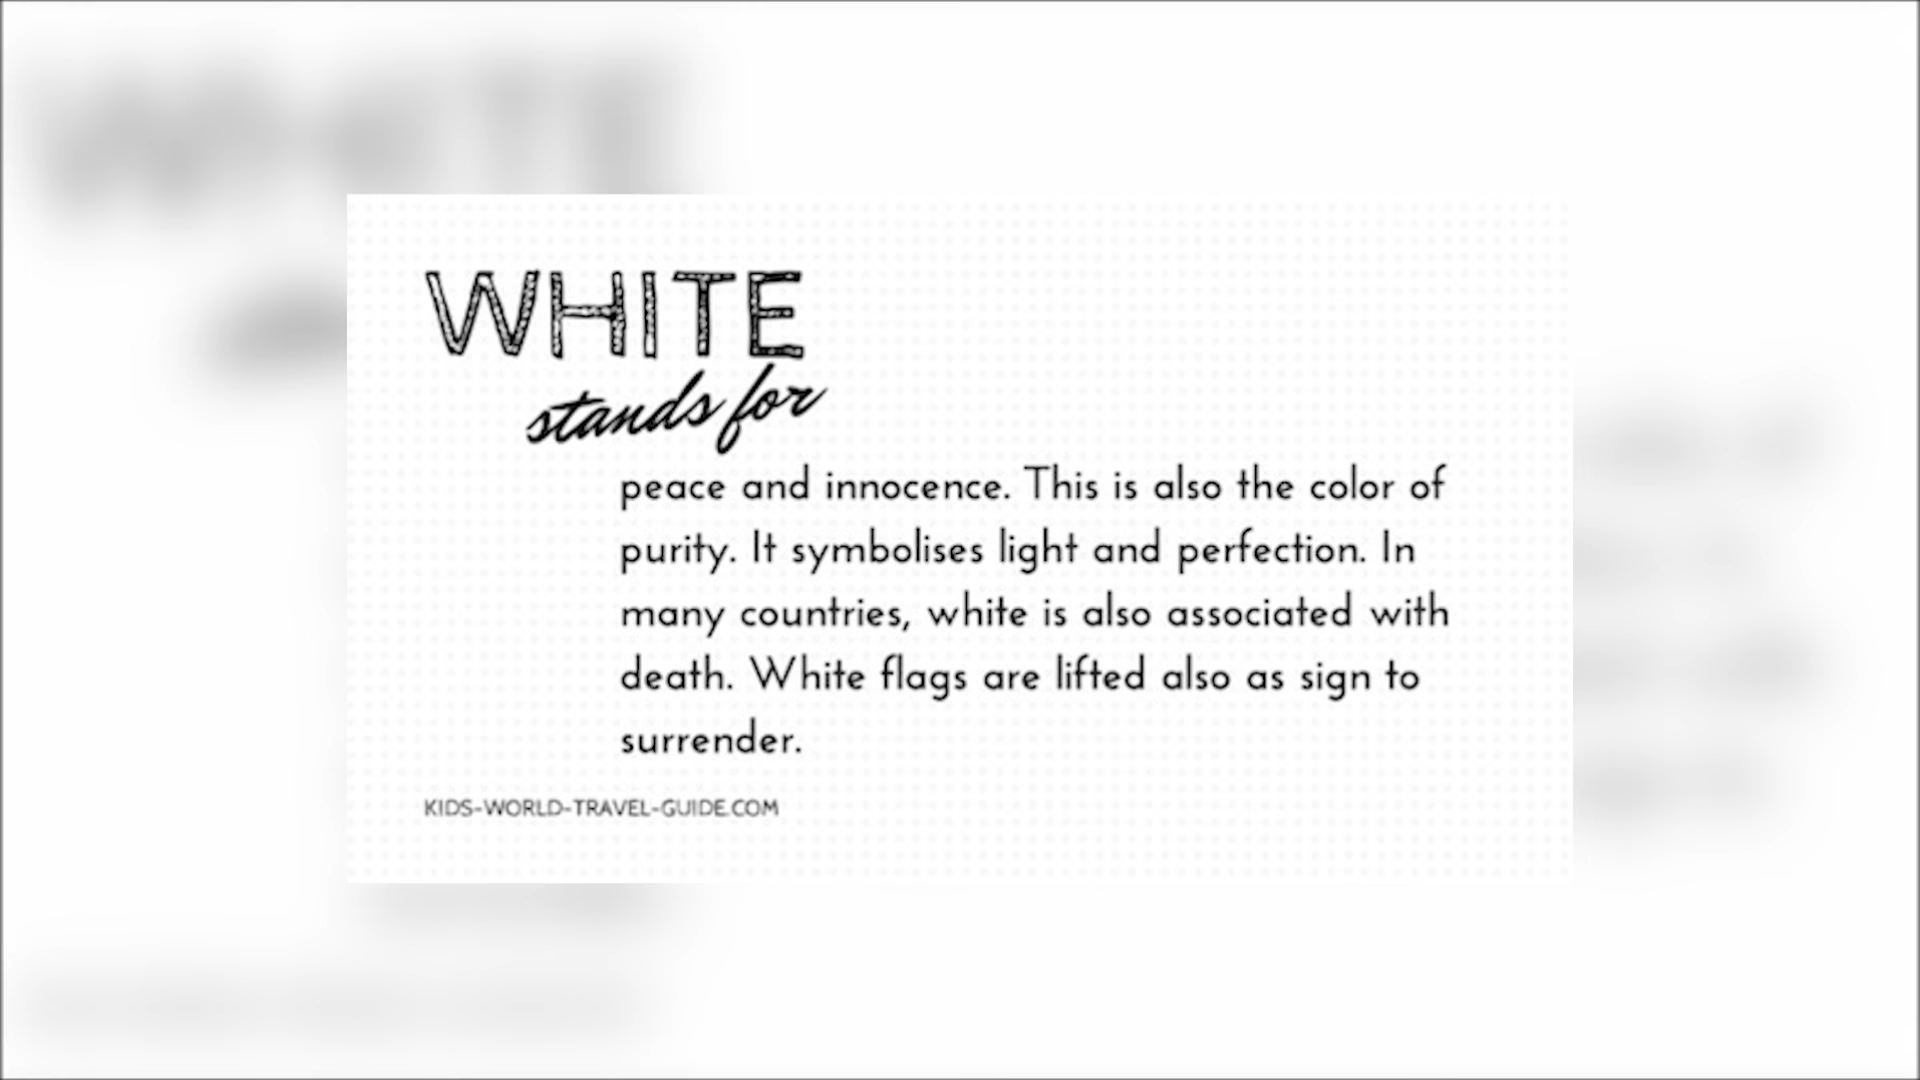 WHITE
stands for
peace and innocence. This is also the color of
purity. It symbolises light and perfection. In
many countries, white is also associated with
death. White flags are lifted also as sign to
surrender.
KIDS-WORLD-TRAVEL-GUIDE.COM